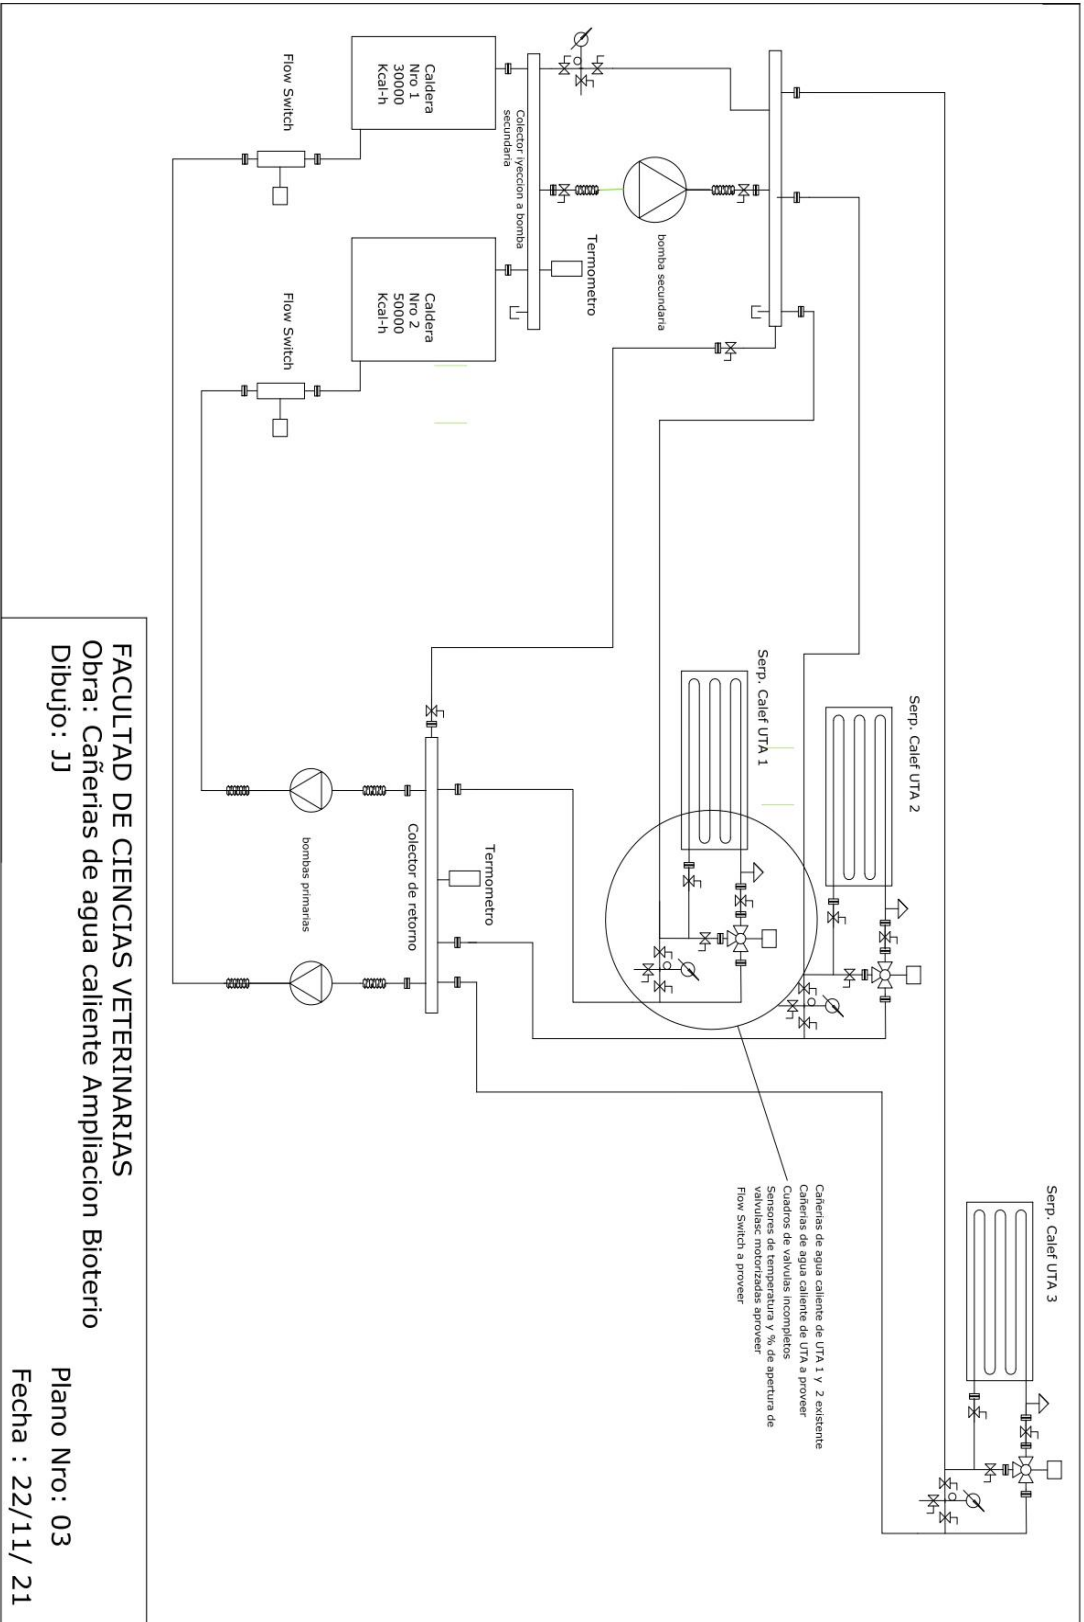 Serp. Calef UTA 3
Serp. Calef UTA 2
Serp. Calef UTA 1
bomba secundaria
Termometro
Colector iyeccion a bomba
secundaria
Caldera
Nro 1
30000
Kcal-h
Caldera
Nro 2
50000
Kcal-h
Flow Switch
Flow Switch
Cañerias de agua caliente de UTA 1 y 2 existente
Cañerias de agua caliente de UTA a proveer
Cuadros de valvulas incompletos
Sensores de temperatura y % de apertura de
valvulasc motorizadas aproveer
Flow Switch a proveer
Termometro
Colector de retorno
bombas primarias
FACULTAD DE CIENCIAS VETERINARIAS
Obra: Cañerias de agua caliente Ampliacion Bioterio
Dibujo: JJ
Plano Nro: 03
Fecha : 22/11/ 21